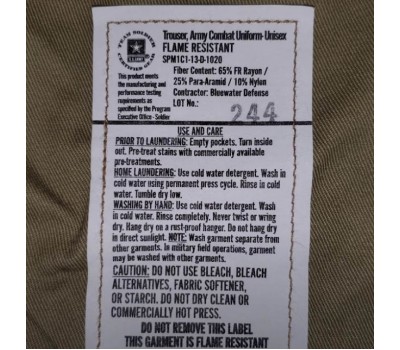 TEAM SOLDIER
U.S. ARMY
CERTIFIED GEAR
This product meets
the manufacturing and
performance testing
requirements
as specified by the Program
Executive Office - Soldier
Trouser, Army Combat Uniform-Unisex
FLAME RESISTANT
SPM1C1-13-D-1020
Fiber Content: 65% FR Rayon /
25% Para-Aramid / 10% Nylon
Contractor: Bluewater Defense
LOT No.:
244
USE AND CARE
PRIOR TO LAUNDERING: Empty pockets. Turn inside
out. Pre-treat stains with commercially available
pre-treatments.
HOME LAUNDERING: Use cold water detergent. Wash in
cold water using permanent press cycle. Rinse in cold
water. Tumble dry low.
WASHING BY HAND: Use cold water detergent. Wash
in cold water. Rinse completely. Never twist or wring
dry. Hang dry on a rust-proof hanger. Do not hang dry
in direct sunlight. NOTE: Wash garment separate from
other garments. In military field operations, garment
may be washed with other garments.
CAUTION: DO NOT USE BLEACH, BLEACH
ALTERNATIVES, FABRIC SOFTENER,
OR STARCH. DO NOT DRY CLEAN OR
COMMERCIALLY HOT PRESS.
DO NOT REMOVE THIS LABEL
THIS GARMENT IS FLAME RESISTANT